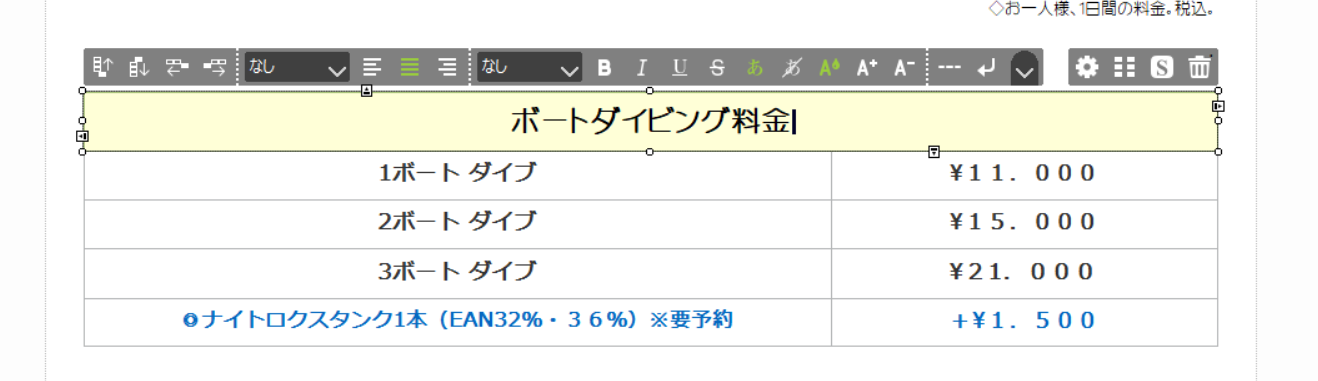 ◇お一人様、1日間の料金。税込。
なし なし B I U S あ あ A A+ A- S
ボートダイビング料金
1ボート ダイブ ¥11．０００
2ボート ダイブ ¥15．０００
3ボート ダイブ ¥21．０００
◎ナイトロクスタンク1本（EAN32%・３６%）※要予約 +¥1．５００